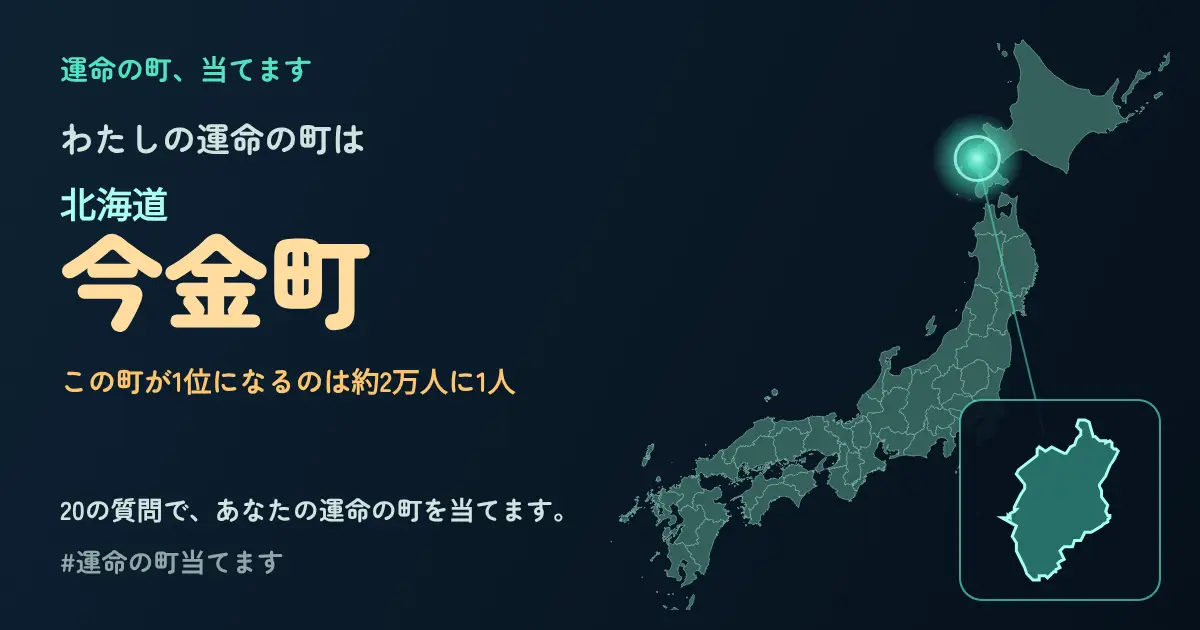 運命の町、当てます
わたしの運命の町は
北海道
今金町
この町が1位になるのは約2万人に1人
20の質問で、あなたの運命の町を当てます。
#運命の町当てます